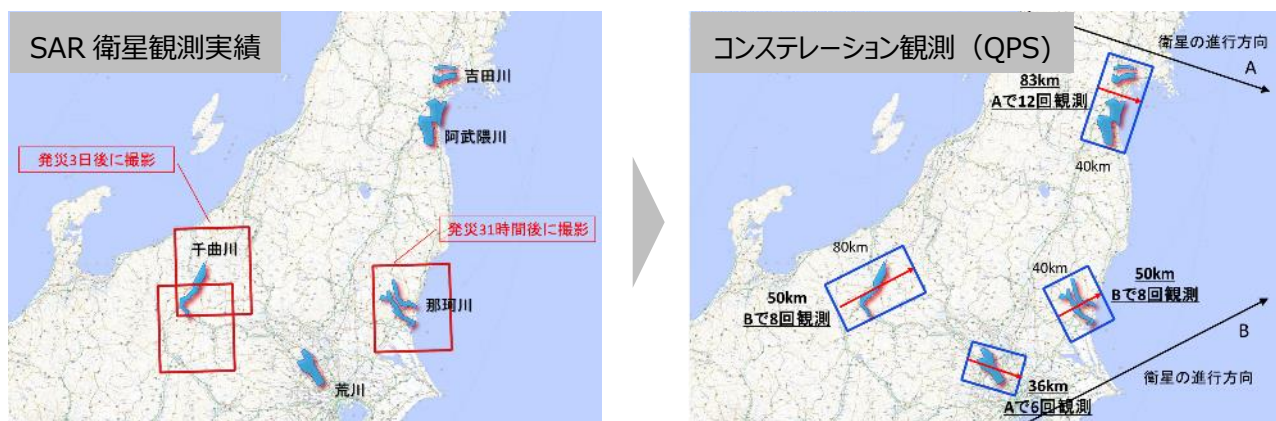 SAR 衛星観測実績
吉田川
阿武隈川
発災3日後に撮影
発災31時間後に撮影
千曲川
那珂川
荒川
コンステレーション観測（QPS）
衛星の進行方向
A
83km
Aで12回観測
40km
80km
50km
Bで8回観測
40km
50km
Bで8回観測
B
衛星の進行方向
36km
Aで6回観測